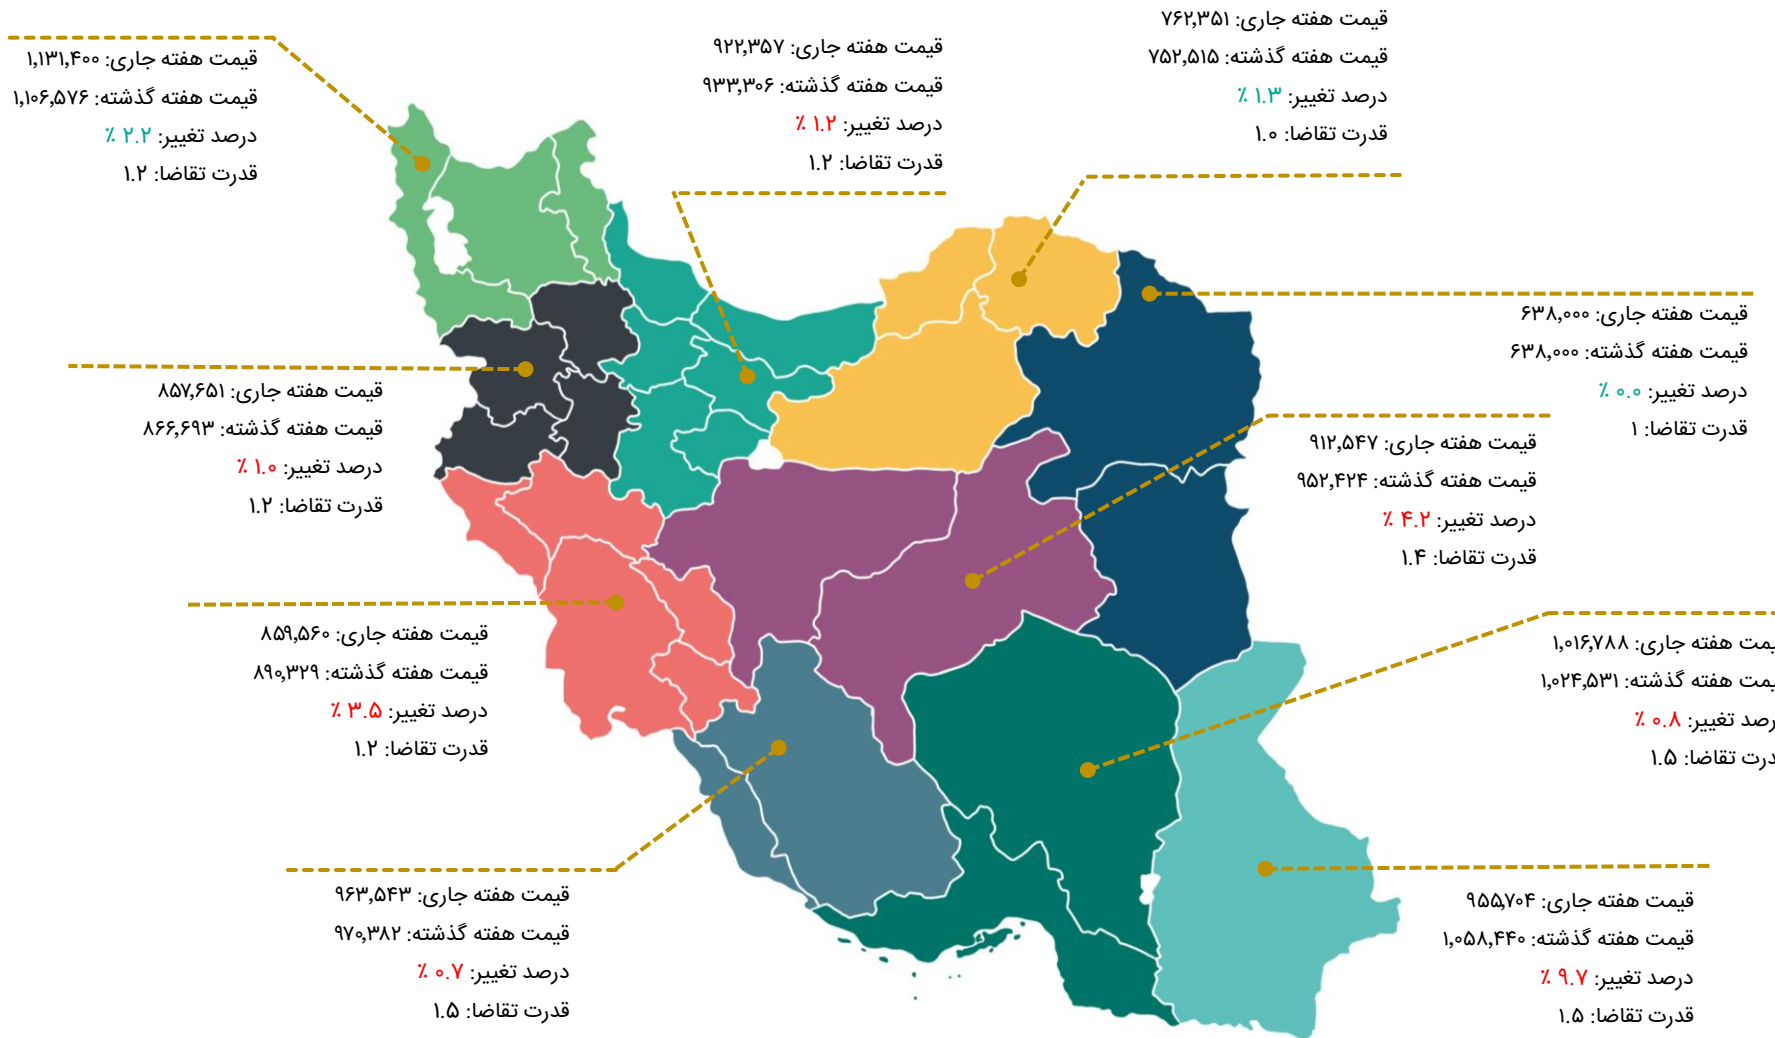 قیمت هفته جاری: ۷۶۲,۳۵۱
قیمت هفته گذشته: ۷۵۲,۵۱۵
درصد تغییر: ۱.۳ ٪
قدرت تقاضا: ۱.۰
قیمت هفته جاری: ۹۲۲,۳۵۷
قیمت هفته گذشته: ۹۳۳,۳۰۶
درصد تغییر: ۱.۲ ٪
قدرت تقاضا: ۱.۲
قیمت هفته جاری: ۱,۱۳۱,۴۰۰
قیمت هفته گذشته: ۱,۱۰۶,۵۷۶
درصد تغییر: ۲.۲ ٪
قدرت تقاضا: ۱.۲
قیمت هفته جاری: ۶۳۸,۰۰۰
قیمت هفته گذشته: ۶۳۸,۰۰۰
درصد تغییر: ۰.۰ ٪
قدرت تقاضا: ۱
قیمت هفته جاری: ۸۵۷,۶۵۱
قیمت هفته گذشته: ۸۶۶,۶۹۳
درصد تغییر: ۱.۰ ٪
قدرت تقاضا: ۱.۲
قیمت هفته جاری: ۹۱۲,۵۴۷
قیمت هفته گذشته: ۹۵۲,۴۲۴
درصد تغییر: ۴.۲ ٪
قدرت تقاضا: ۱.۴
یمت هفته جاری: ۱,۰۱۶,۷۸۸
یمت هفته گذشته: ۱,۰۲۴,۵۳۱
رصد تغییر: ۰.۸ ٪
درت تقاضا: ۱.۵
قیمت هفته جاری: ۸۵۹,۵۶۰
قیمت هفته گذشته: ۸۹۰,۳۲۹
درصد تغییر: ۳.۵ ٪
قدرت تقاضا: ۱.۲
قیمت هفته جاری: ۹۶۳,۵۴۳
قیمت هفته گذشته: ۹۷۰,۳۸۲
درصد تغییر: ۰.۷ ٪
قدرت تقاضا: ۱.۵
قیمت هفته جاری: ۹۵۵,۷۰۴
قیمت هفته گذشته: ۱,۰۵۸,۴۴۰
درصد تغییر: ۹.۷ ٪
قدرت تقاضا: ۱.۵